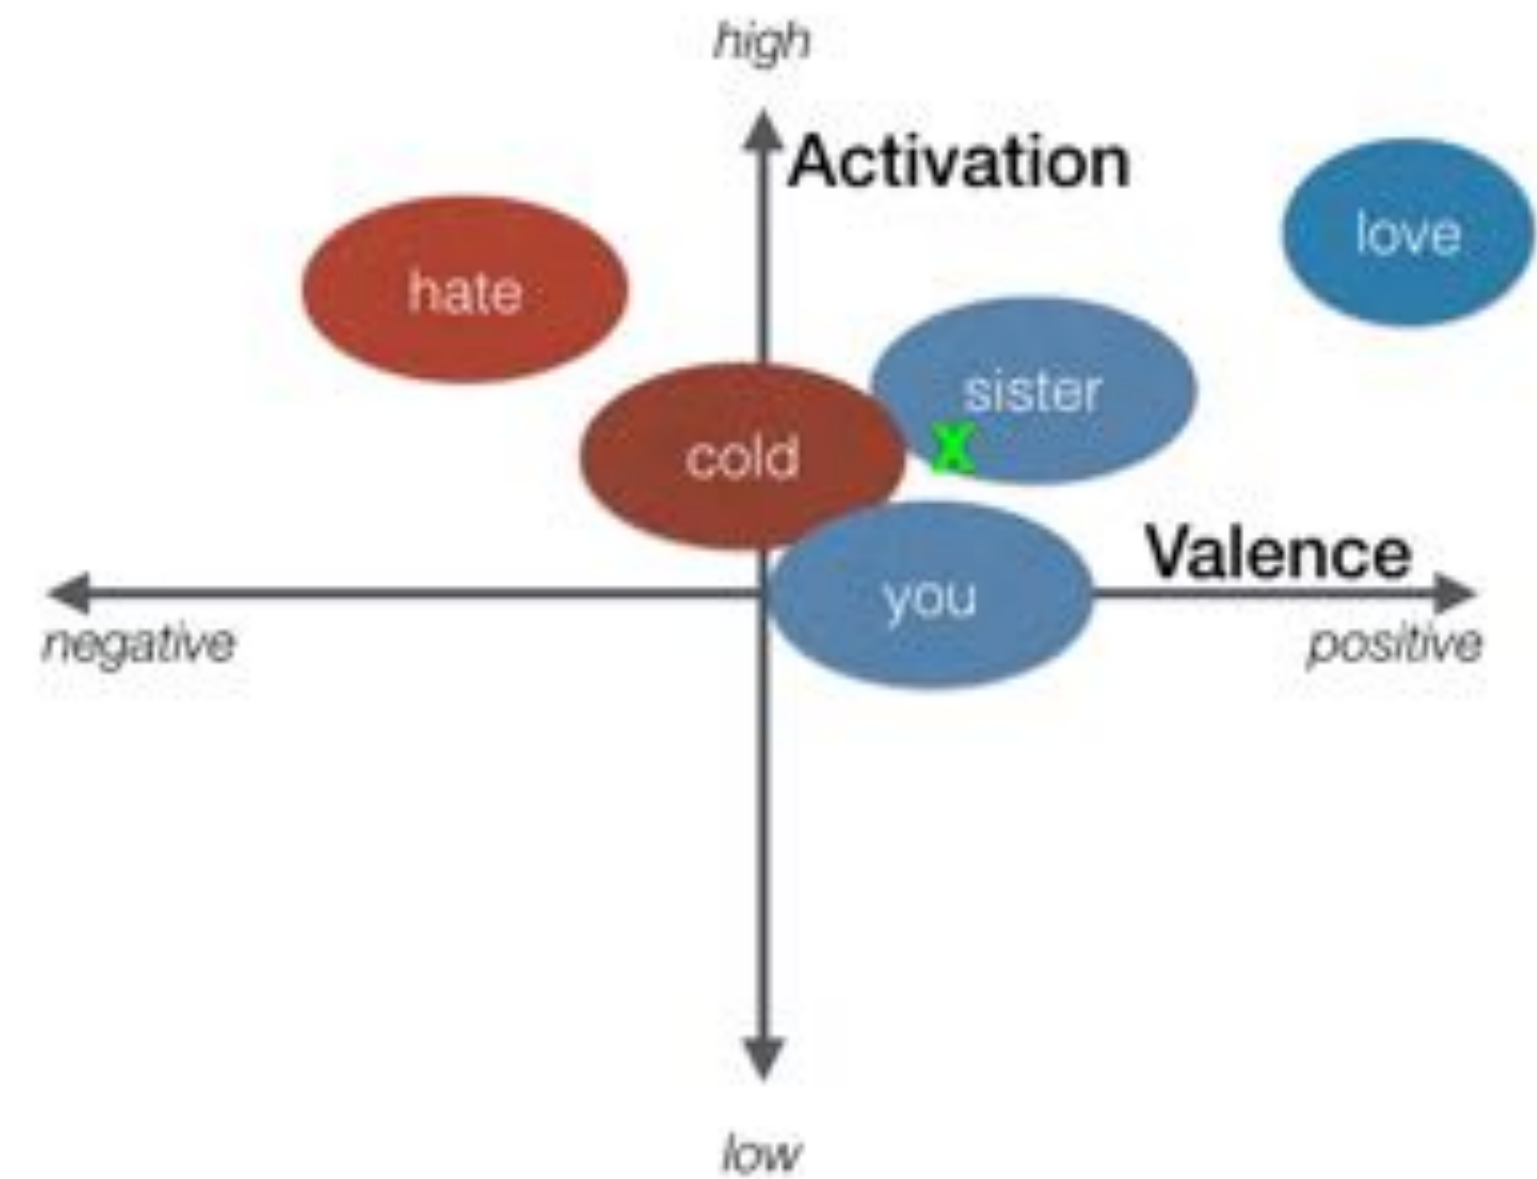 high
Activation
love
hate
sister
X
cold
Valence
you
negative
positive
low